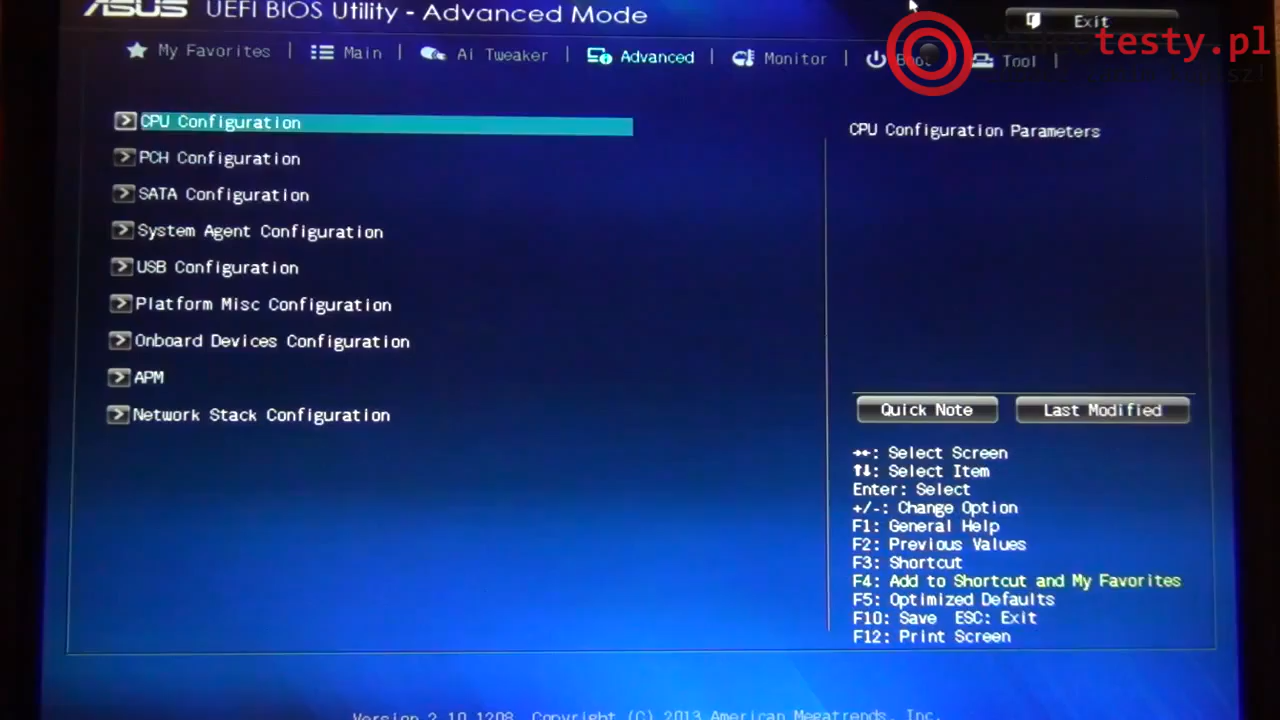 ASUS UEFI BIOS Utility - Advanced Mode
Exit
testy.pl
My Favorites | Main | Ai Tweaker | Advanced | Monitor | Boot Tool |
CPU Configuration
PCH Configuration
SATA Configuration
System Agent Configuration
USB Configuration
Platform Misc Configuration
Onboard Devices Configuration
APM
Network Stack Configuration
CPU Configuration Parameters
Quick Note
Last Modified
→←: Select Screen
↑↓: Select Item
Enter: Select
+/-: Change Option
F1: General Help
F2: Previous Values
F3: Shortcut
F4: Add to Shortcut and My Favorites
F5: Optimized Defaults
F10: Save ESC: Exit
F12: Print Screen
Version 2.10.1208. Copyright (C) 2013 American Megatrends, Inc.